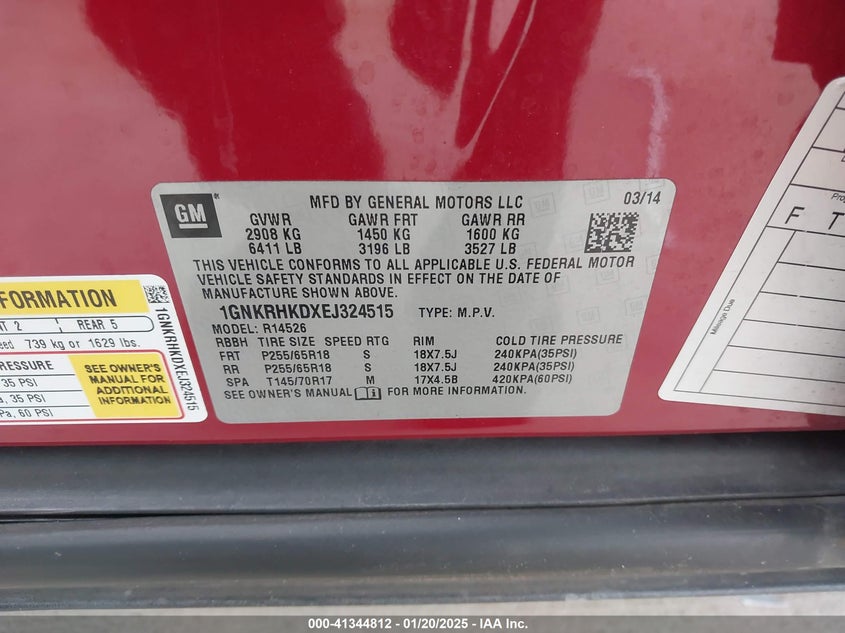 GM
MFD BY GENERAL MOTORS LLC 03/14
GVWR GAWR FRT GAWR RR
2908 KG 1450 KG 1600 KG
6411 LB 3196 LB 3527 LB
THIS VEHICLE CONFORMS TO ALL APPLICABLE U.S. FEDERAL MOTOR
VEHICLE SAFETY STANDARDS IN EFFECT ON THE DATE OF
MANUFACTURE SHOWN ABOVE.
1GNKRHKDXEJ324515 TYPE: M.P.V.
MODEL: R14526
RBBH TIRE SIZE SPEED RTG RIM COLD TIRE PRESSURE
FRT P255/65R18 S 18X7.5J 240KPA(35PSI)
RR P255/65R18 S 18X7.5J 240KPA(35PSI)
SPA T145/70R17 M 17X4.5B 420KPA(60PSI)
SEE OWNER'S MANUAL FOR MORE INFORMATION.
FORMATION
2 REAR 5
739 kg or 1629 lbs.
PRESSURE
35 PSI
35 PSI
60 PSI
SEE OWNER'S
MANUAL FOR
ADDITIONAL
INFORMATION
1GNKRHKDXEJ324515
F T
Mileage Due
000-41344812 - 01/20/2025 - IAA Inc.